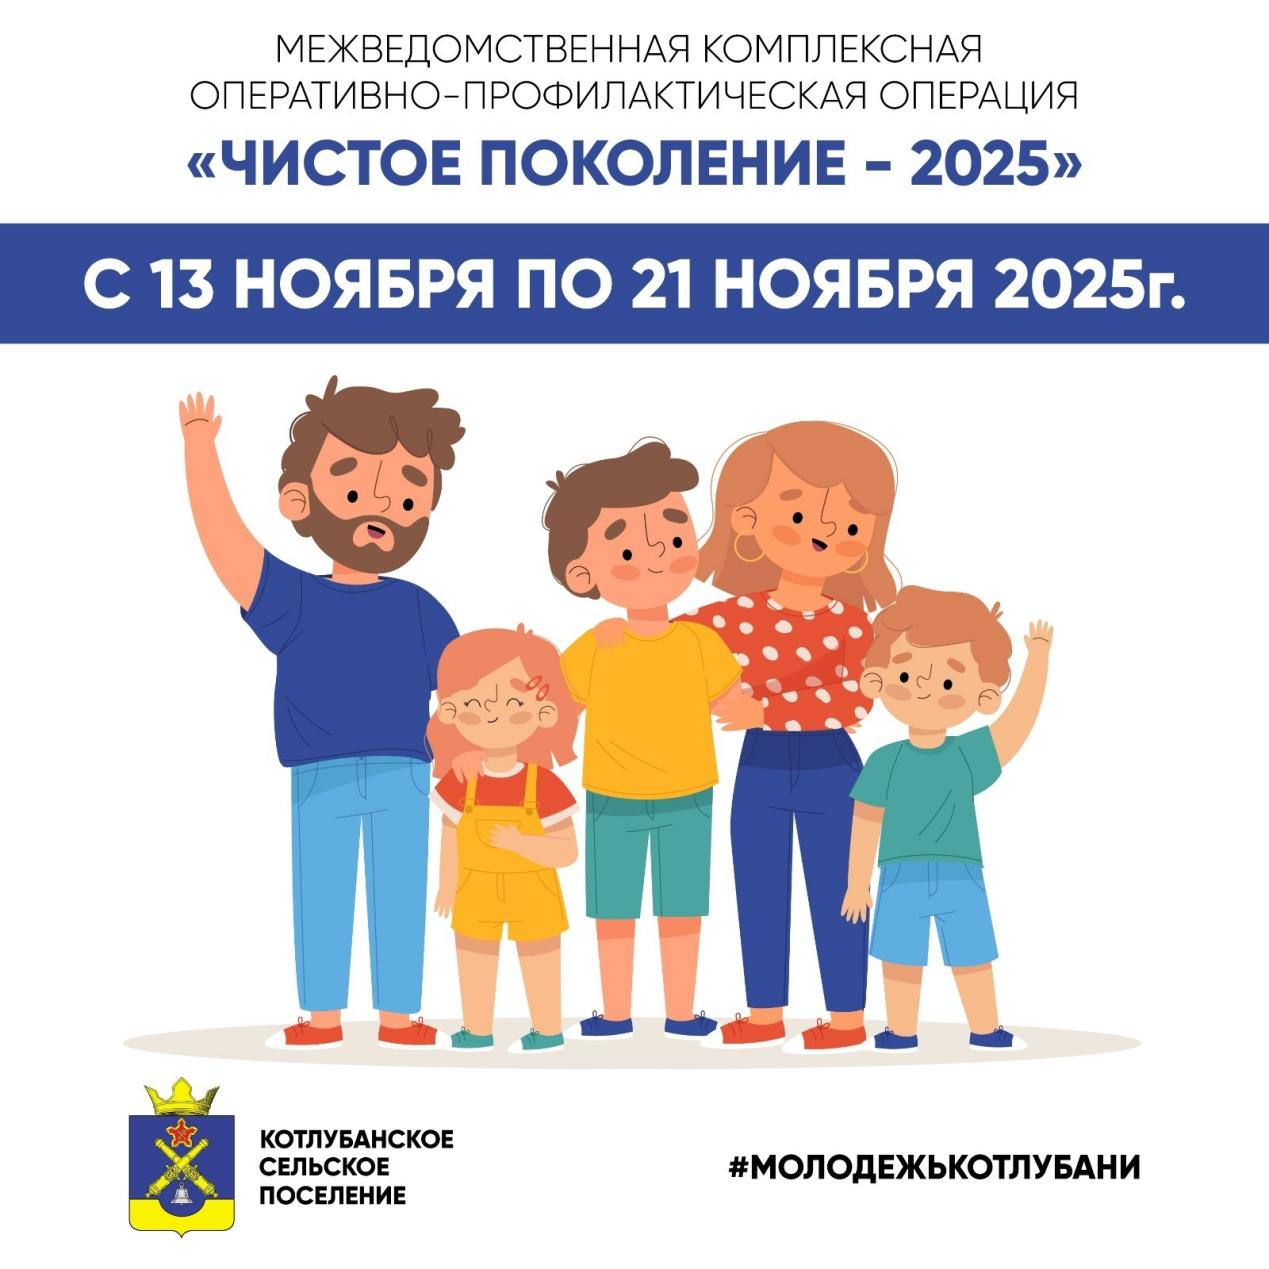 МЕЖВЕДОМСТВЕННАЯ КОМПЛЕКСНАЯ
ОПЕРАТИВНО-ПРОФИЛАКТИЧЕСКАЯ ОПЕРАЦИЯ
«ЧИСТОЕ ПОКОЛЕНИЕ - 2025»
С 13 НОЯБРЯ ПО 21 НОЯБРЯ 2025г.
КОТЛУБАНСКОЕ
СЕЛЬСКОЕ
ПОСЕЛЕНИЕ
#МОЛОДЕЖЬКОТЛУБАНИ